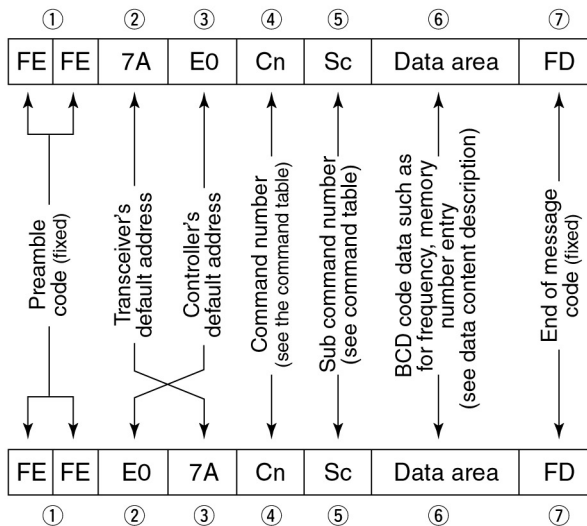 ① ② ③ ④ ⑤ ⑥ ⑦
FE FE 7A E0 Cn Sc Data area FD
Preamble
code (fixed)
Transceiver's
default address
Controller's
default address
Command number
(see the command table)
Sub command number
(see command table)
BCD code data such as
for frequency, memory
number entry
(see data content description)
End of message
code (fixed)
FE FE E0 7A Cn Sc Data area FD
① ② ③ ④ ⑤ ⑥ ⑦